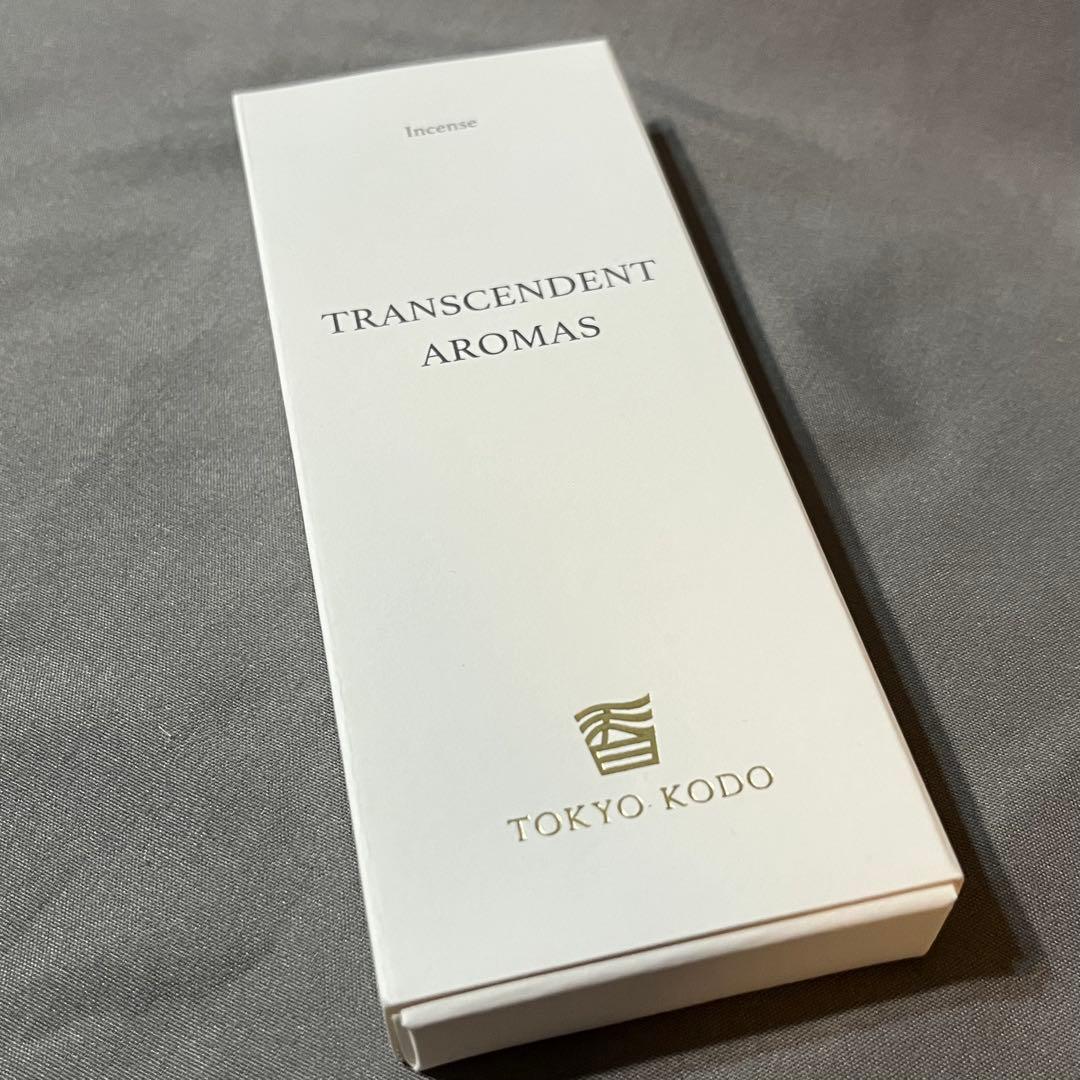 Incense
TRANSCENDENT
AROMAS
TOKYO KODO